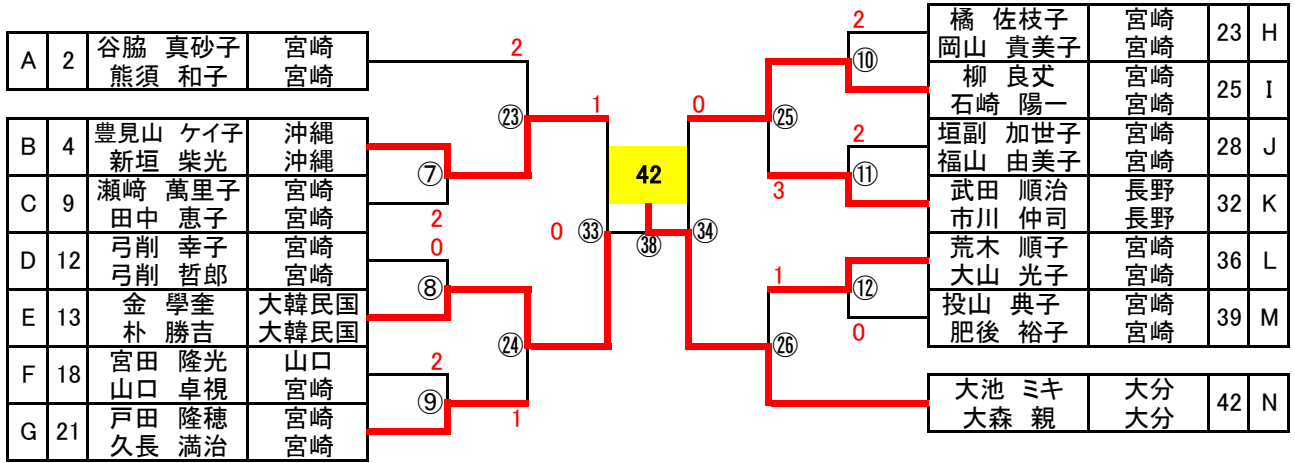 A 2 谷脇 真砂子 宮崎
熊須 和子 宮崎
B 4 豊見山 ケイ子 沖縄
新垣 柴光 沖縄
C 9 瀬﨑 萬里子 宮崎
田中 恵子 宮崎
D 12 弓削 幸子 宮崎
弓削 哲郎 宮崎
E 13 金 學奎 大韓民国
朴 勝吉 大韓民国
F 18 宮田 隆光 山口
山口 卓視 宮崎
G 21 戸田 隆穂 宮崎
久長 満治 宮崎
2
㉓
1
⑦
2
0
⑧
0
㉝
㉔
2
⑨
1
42
㊳
2
⑩
0
㉕
2
⑪
3
㉞
1
⑫
0
㉖
橘 佐枝子 宮崎 23 H
岡山 貴美子 宮崎
柳 良丈 宮崎 25 I
石崎 陽一 宮崎
垣副 加世子 宮崎 28 J
福山 由美子 宮崎
武田 順治 長野 32 K
市川 仲司 長野
荒木 順子 宮崎 36 L
大山 光子 宮崎
投山 典子 宮崎 39 M
肥後 裕子 宮崎
大池 ミキ 大分 42 N
大森 親 大分